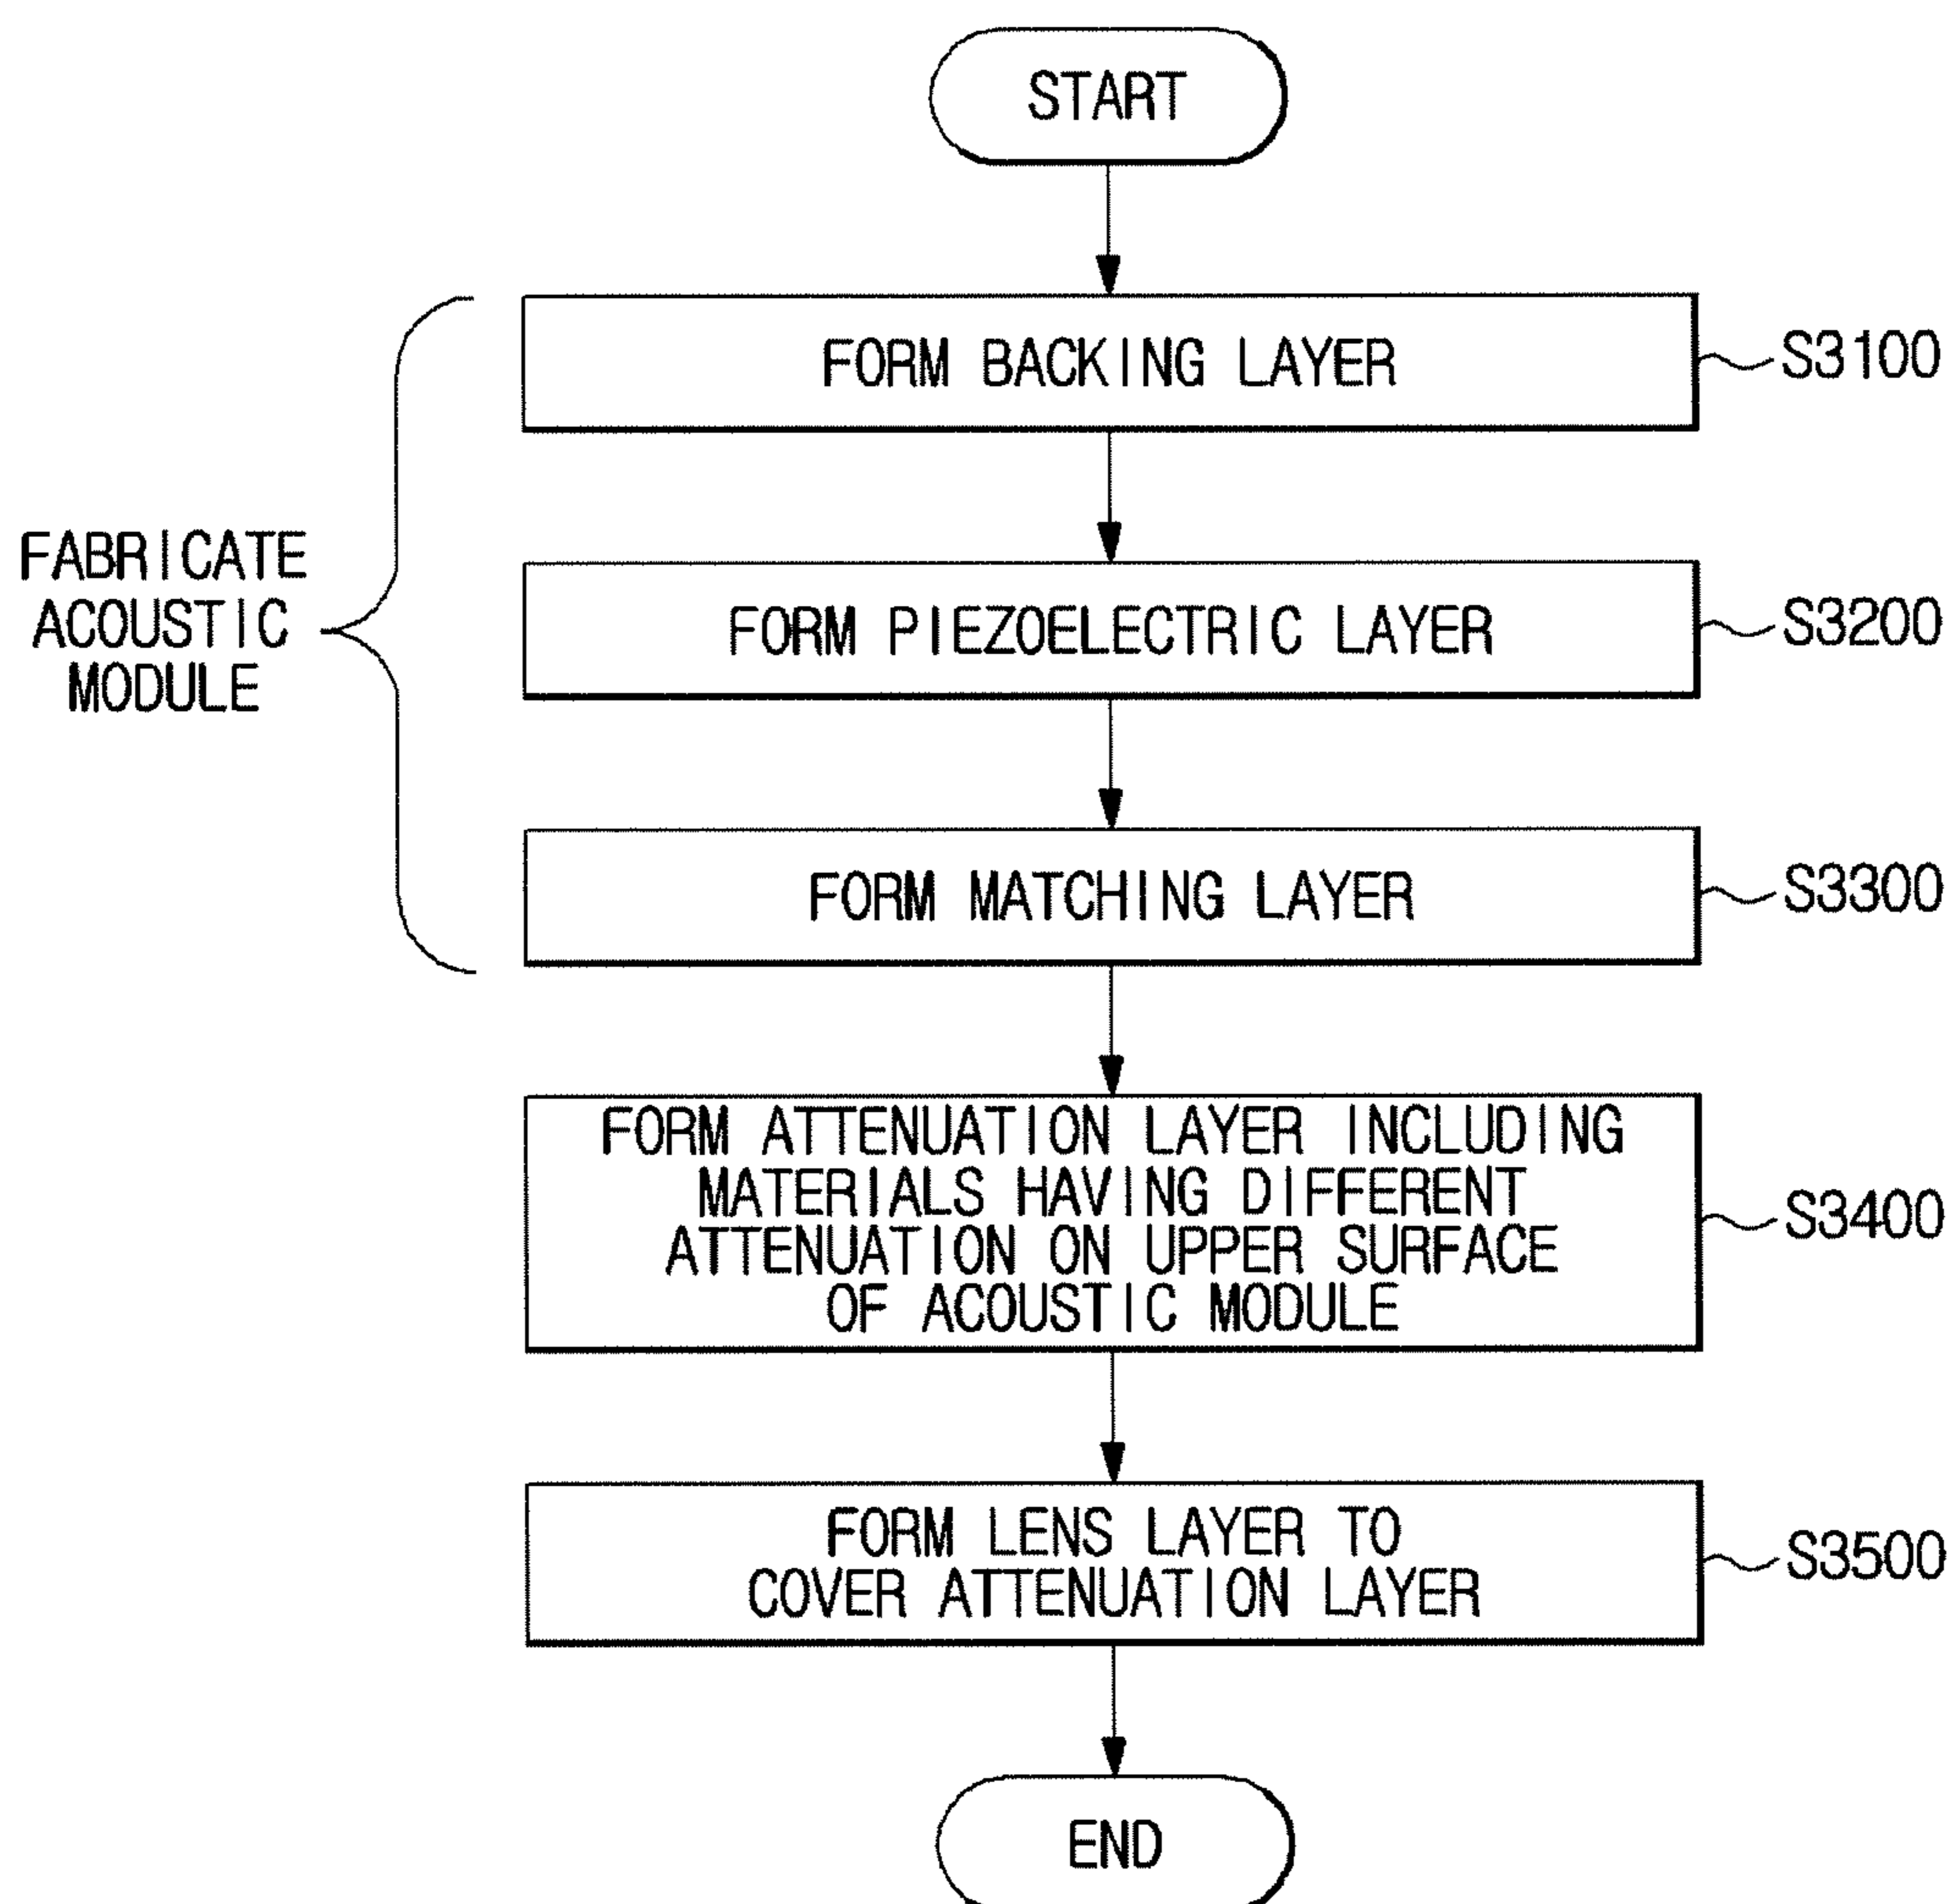 START
FORM BACKING LAYER
S3100
FABRICATE
ACOUSTIC
MODULE
FORM PIEZOELECTRIC LAYER
S3200
FORM MATCHING LAYER
S3300
FORM ATTENUATION LAYER INCLUDING
MATERIALS HAVING DIFFERENT
ATTENUATION ON UPPER SURFACE
OF ACOUSTIC MODULE
S3400
FORM LENS LAYER TO
COVER ATTENUATION LAYER
S3500
END